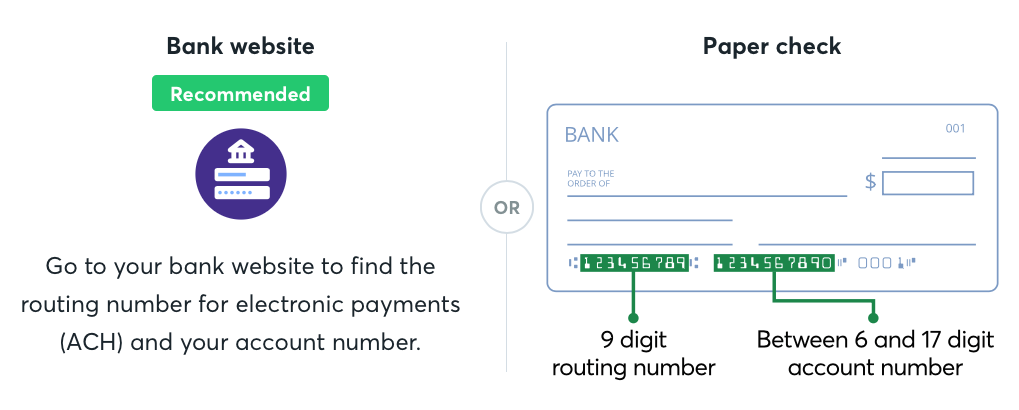 Bank website
Recommended
Go to your bank website to find the
routing number for electronic payments
(ACH) and your account number.
OR
Paper check
BANK
001
PAY TO THE
ORDER OF
$
⑆123456789⑆ 1234567890⑈ 0001⑈
9 digit
routing number
Between 6 and 17 digit
account number